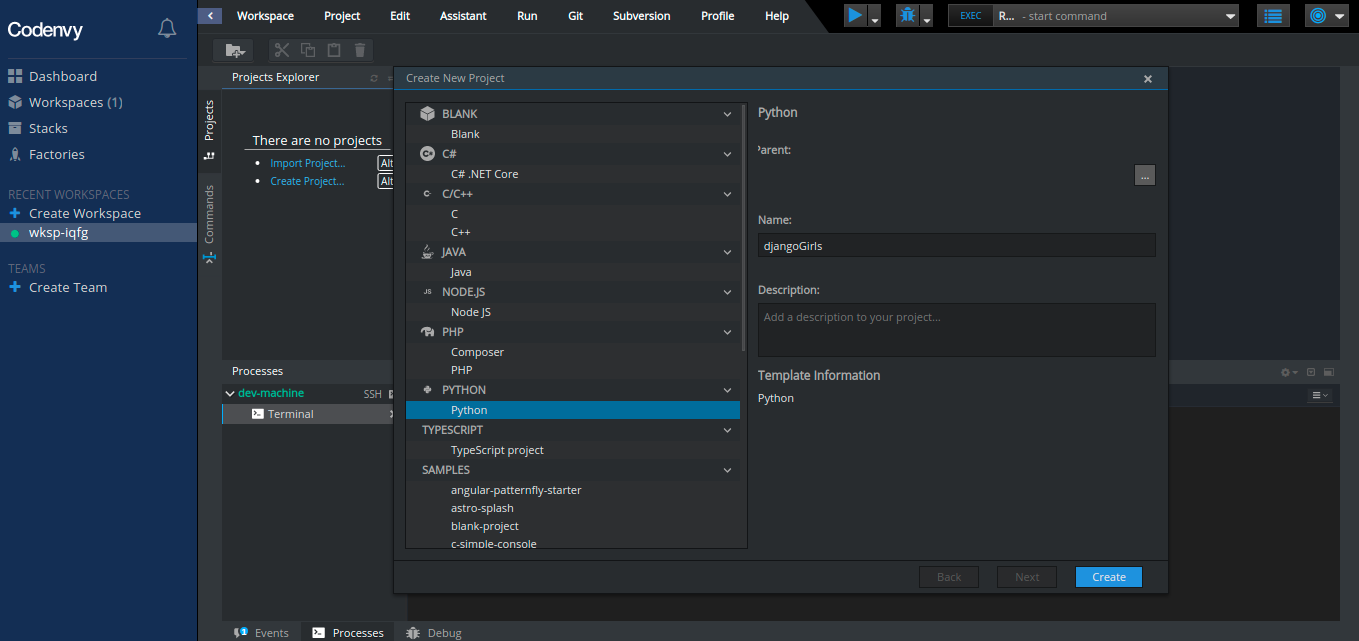 Codenvy
Dashboard
Workspaces (1)
Stacks
Factories
RECENT WORKSPACES
+ Create Workspace
wksp-iqfg
TEAMS
+ Create Team
Workspace Project Edit Assistant Run Git Subversion Profile Help
EXEC R... - start command
Projects Explorer
Projects
Commands
There are no projects
• Import Project... Alt
• Create Project... Alt
Processes
dev-machine SSH
Terminal
Create New Project
BLANK
Blank
C#
C# .NET Core
C/C++
C
C++
JAVA
Java
JS NODE.JS
Node JS
PHP
Composer
PHP
PYTHON
Python
TYPESCRIPT
TypeScript project
SAMPLES
angular-patternfly-starter
astro-splash
blank-project
c-simple-console
Python
Parent:
...
Name:
djangoGirls
Description:
Add a description to your project...
Template Information
Python
Back Next Create
1 Events Processes Debug